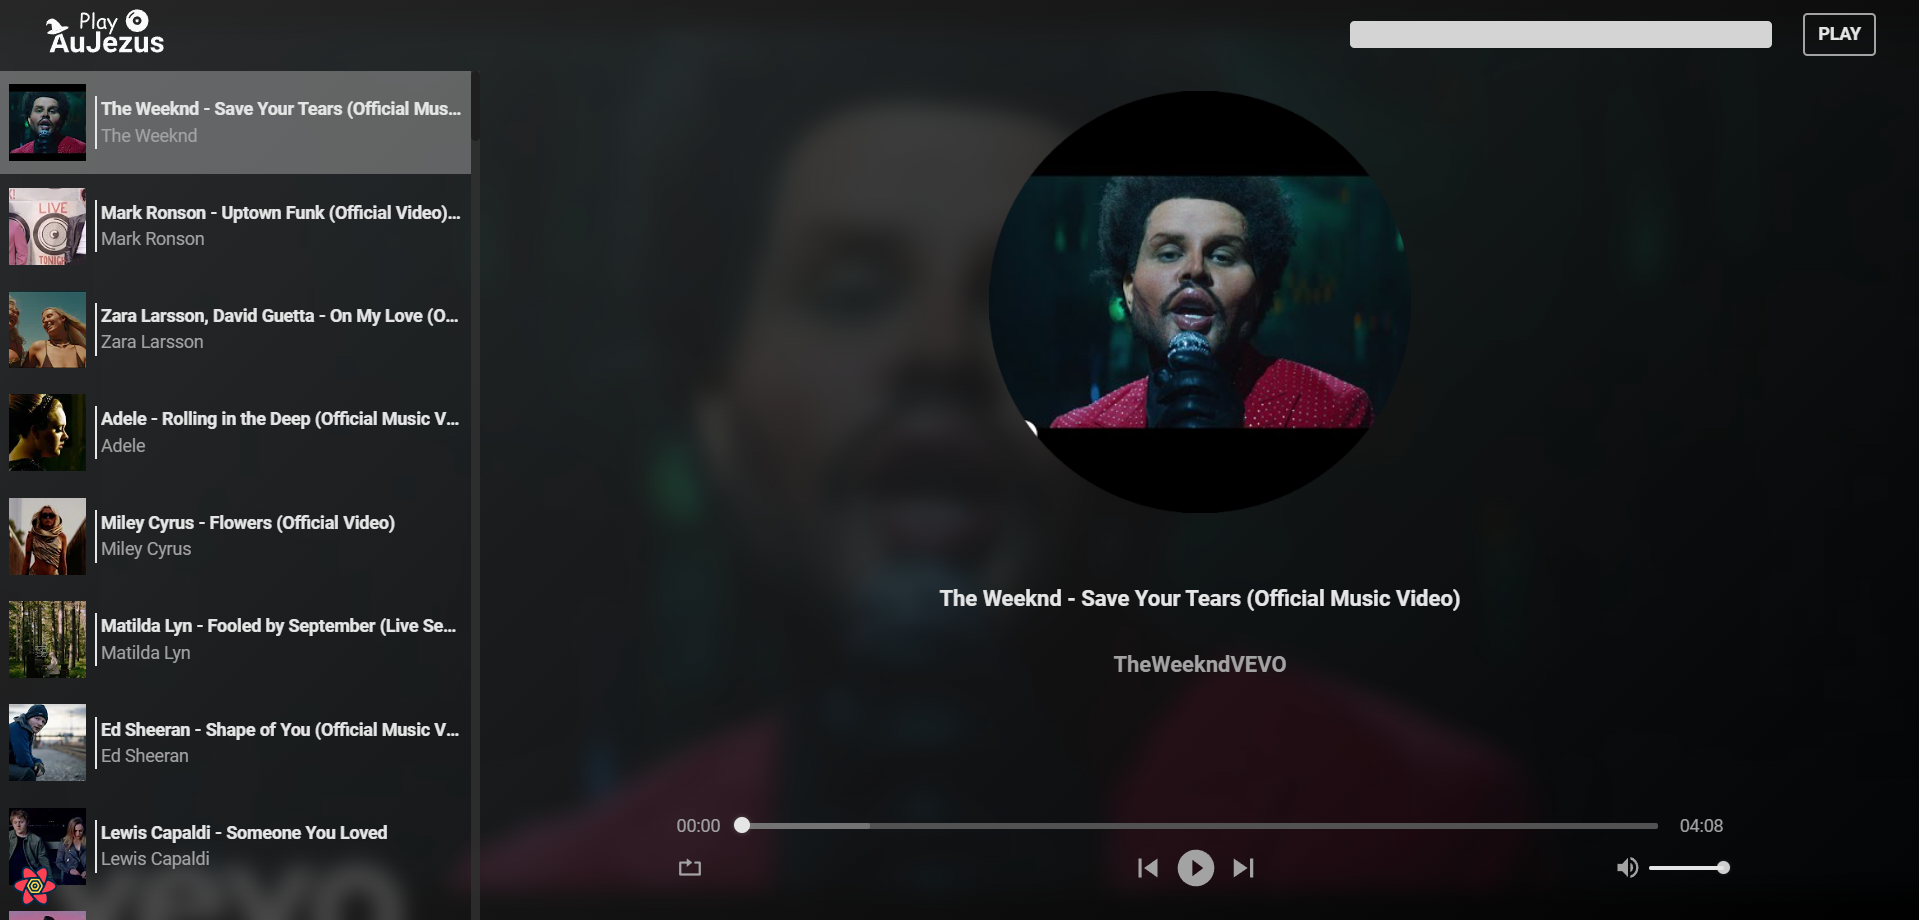 Play
AuJezus
PLAY
The Weeknd - Save Your Tears (Official Mus...
The Weeknd
LIVE
Mark Ronson - Uptown Funk (Official Video)...
Mark Ronson
Zara Larsson, David Guetta - On My Love (O...
Zara Larsson
Adele - Rolling in the Deep (Official Music V...
Adele
Miley Cyrus - Flowers (Official Video)
Miley Cyrus
Matilda Lyn - Fooled by September (Live Se...
Matilda Lyn
Ed Sheeran - Shape of You (Official Music V...
Ed Sheeran
Lewis Capaldi - Someone You Loved
Lewis Capaldi
The Weeknd - Save Your Tears (Official Music Video)
TheWeekndVEVO
00:00
04:08